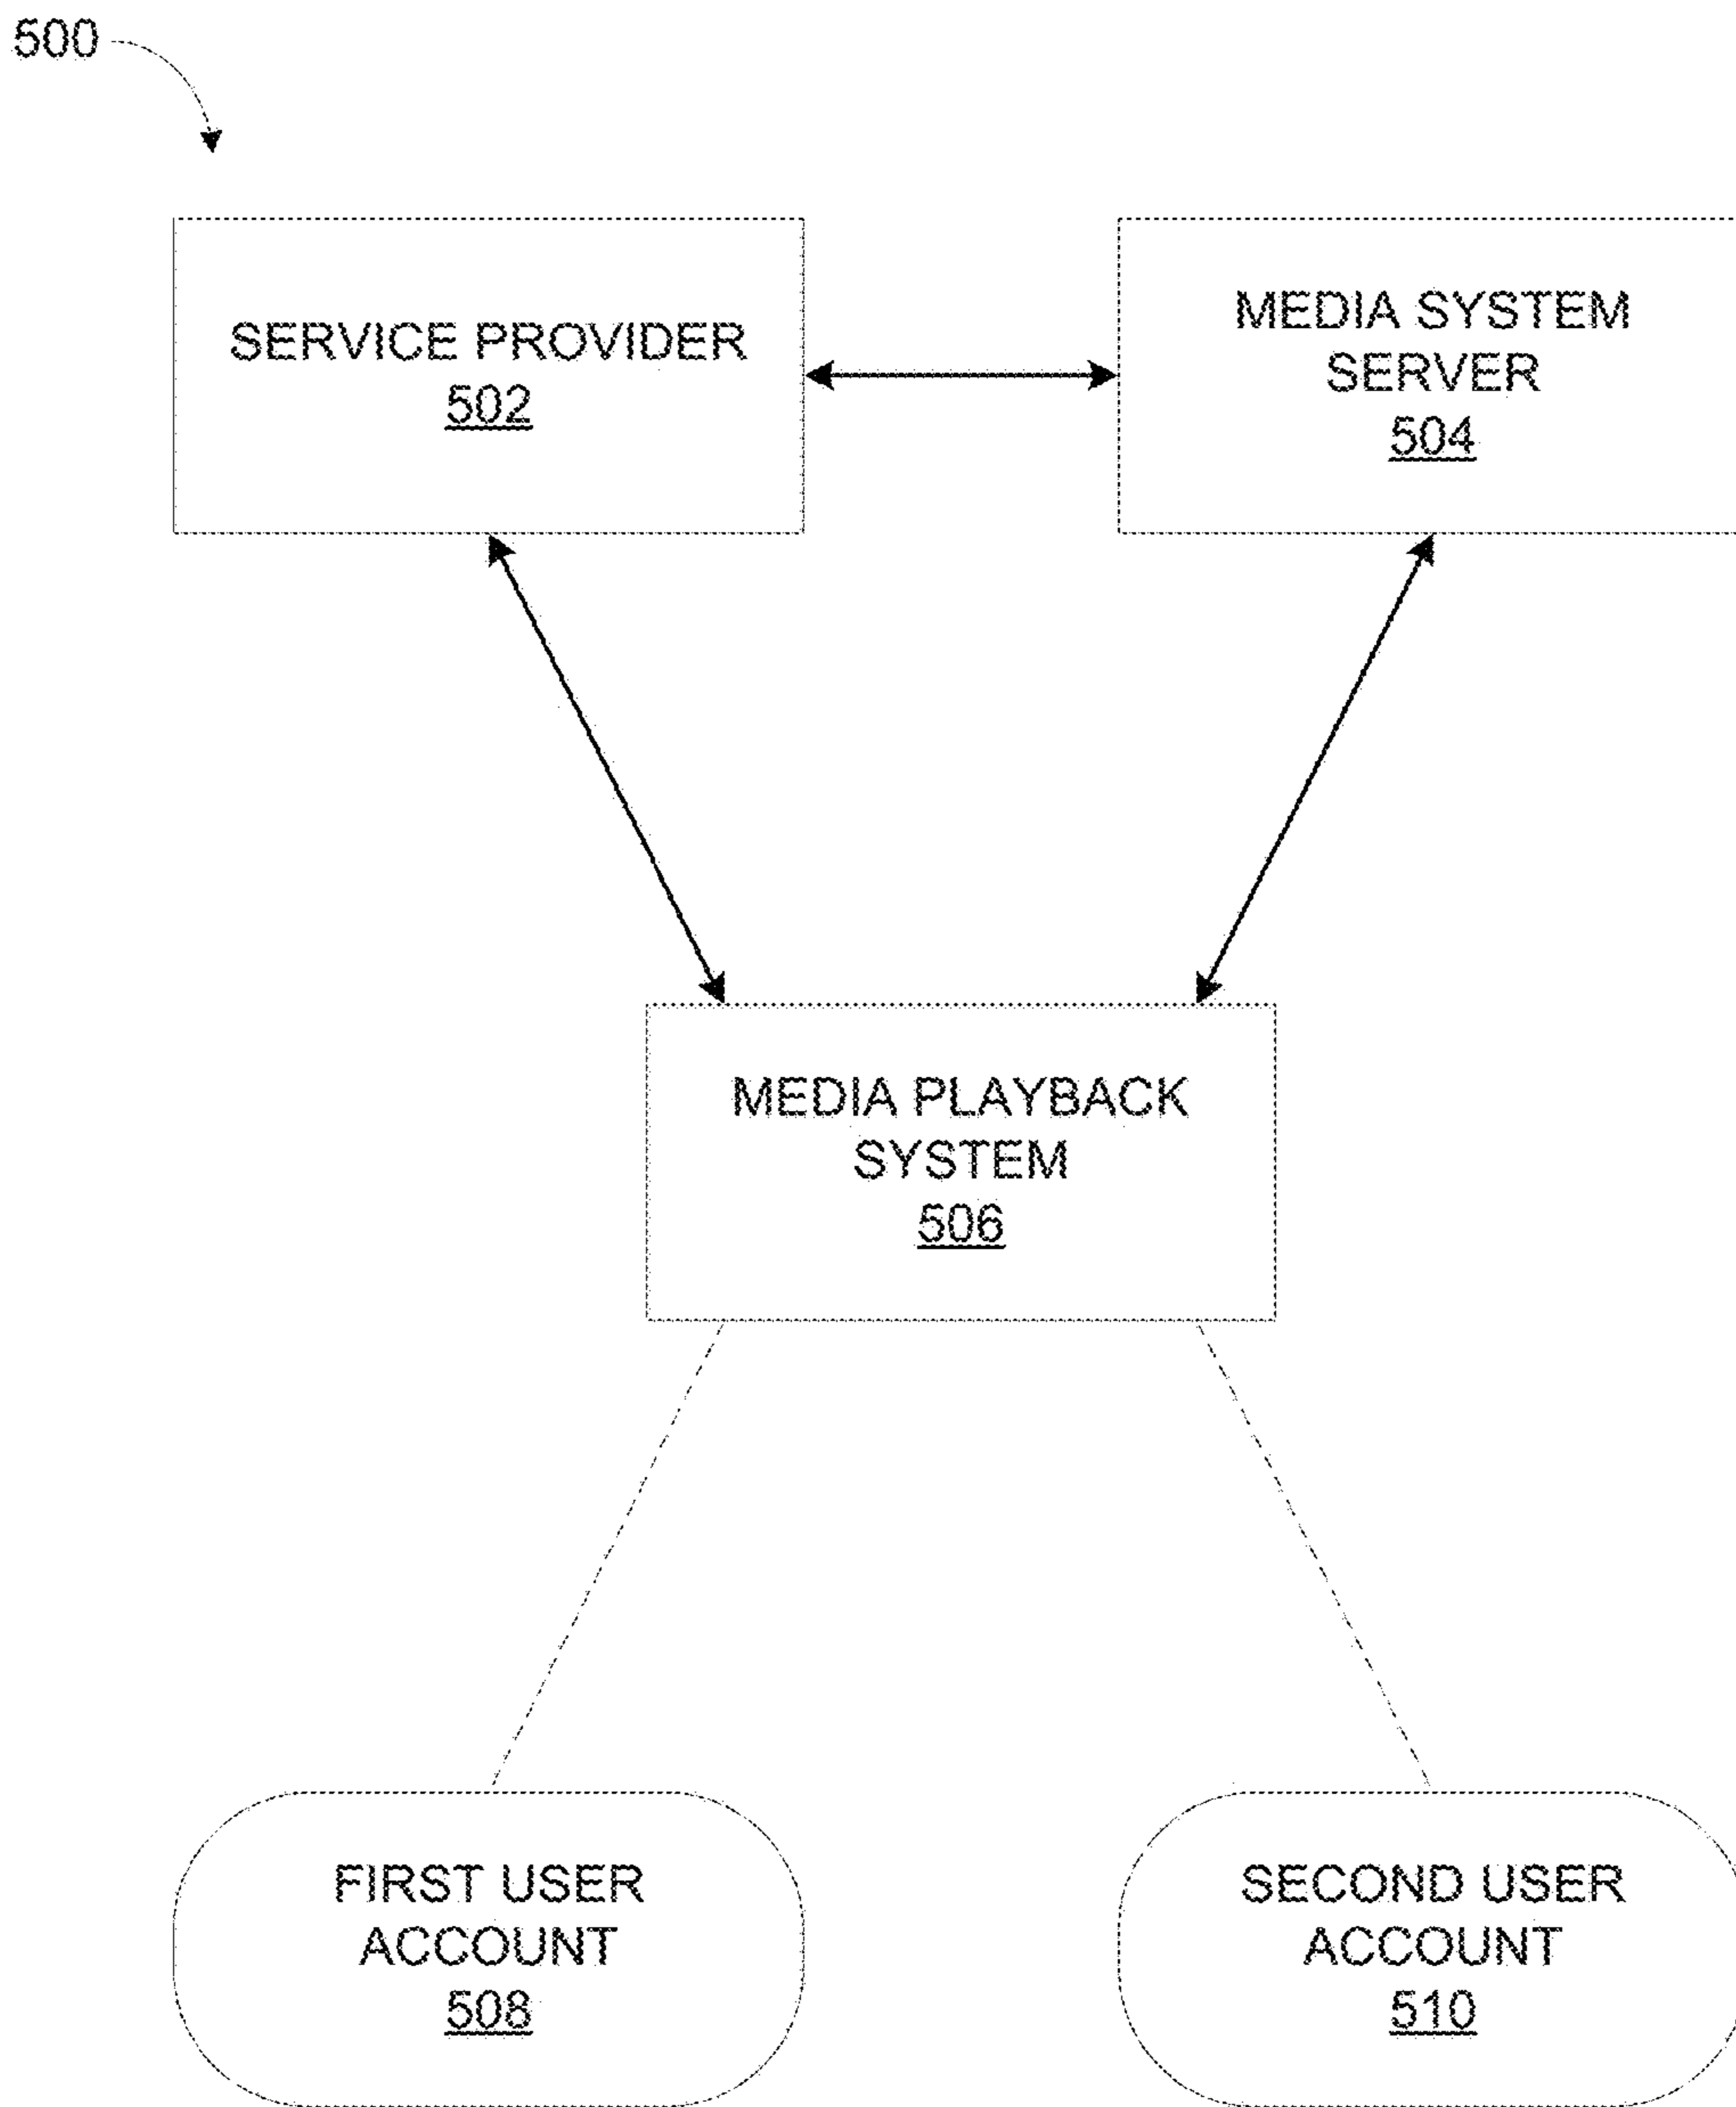 500
SERVICE PROVIDER
502
MEDIA SYSTEM
SERVER
504
MEDIA PLAYBACK
SYSTEM
506
FIRST USER
ACCOUNT
508
SECOND USER
ACCOUNT
510